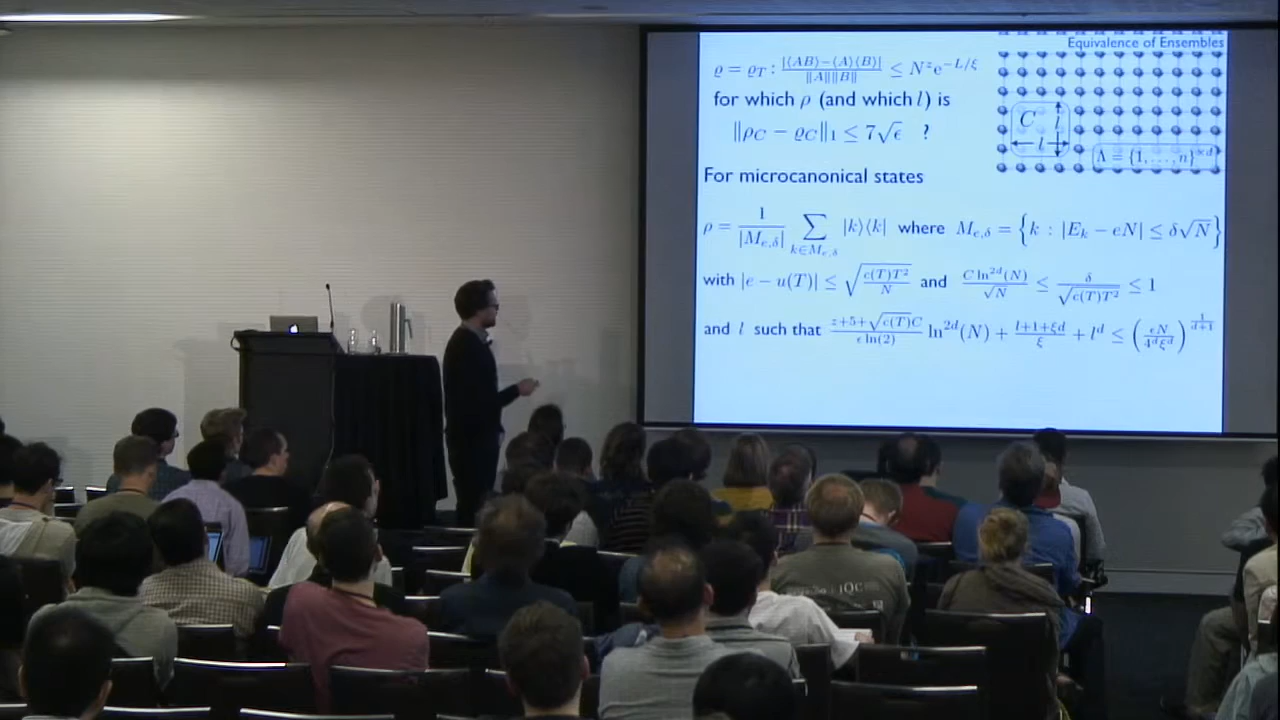 Equivalence of Ensembles
ϱ = ϱ_T : |⟨AB⟩−⟨A⟩⟨B⟩| / ‖A‖‖B‖ ≤ N^z e^{−L/ξ}
for which ρ (and which l) is
‖ρ_C − ϱ_C‖₁ ≤ 7√ϵ ?
C l
l
Λ = {1, . . . , n}^{×d}
For microcanonical states
ρ = 1/|M_{e,δ}| ∑_{k∈M_{e,δ}} |k⟩⟨k| where M_{e,δ} = {k : |E_k − eN| ≤ δ√N}
with |e − u(T)| ≤ √(c(T)T²/N) and C ln^{2d}(N)/√N ≤ δ/√(c(T)T²) ≤ 1
and l such that (z+5+√(c(T))C)/(ϵ ln(2)) ln^{2d}(N) + (l+1+ξd)/ξ + l^d ≤ (ϵN/4^dξ^d)^{1/(d+1)}